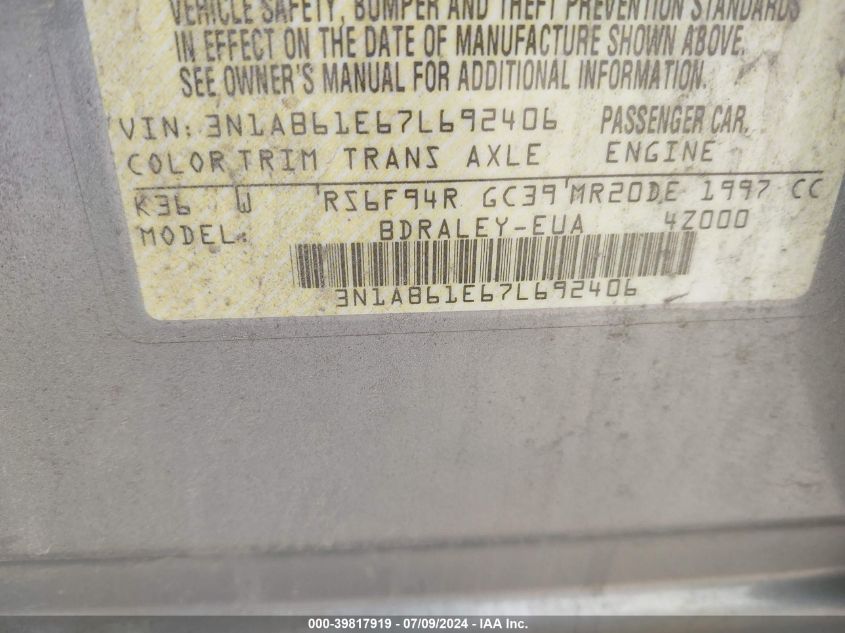 VEHICLE SAFETY, BUMPER AND THEFT PREVENTION STANDARDS
IN EFFECT ON THE DATE OF MANUFACTURE SHOWN ABOVE.
SEE OWNER'S MANUAL FOR ADDITIONAL INFORMATION.
VIN: 3N1AB61E67L692406 PASSENGER CAR
COLOR TRIM TRANS AXLE ENGINE
K36 W RS6F94R GC39 MR20DE 1997 CC
MODEL: BDRALEY-EUA 4Z000
3N1AB61E67L692406
000-39817919 - 07/09/2024 - IAA Inc.